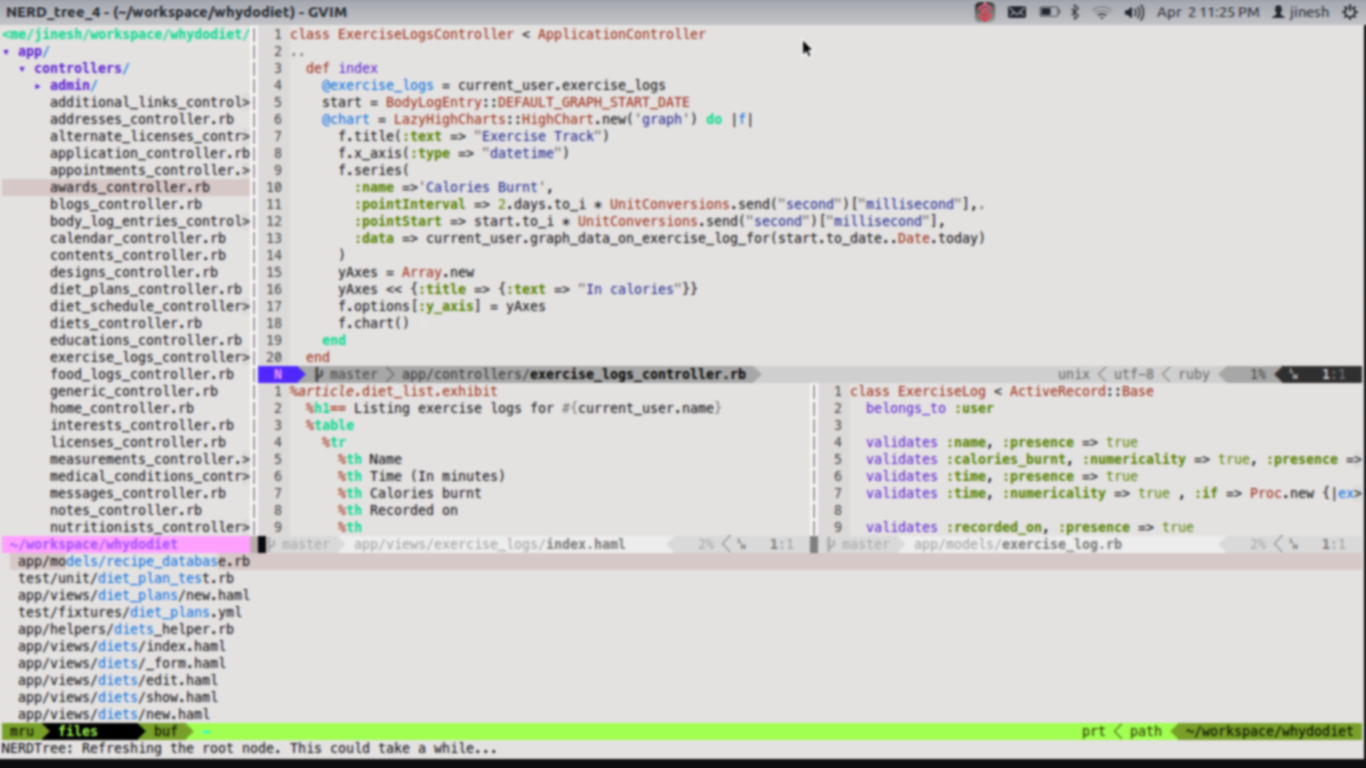 NERD_tree_4 - (~/workspace/whydodiet) - GVIM
Apr 2 11:25 PM jinesh
<me/jinesh/workspace/whydodiet/
▾ app/
▾ controllers/
▸ admin/
additional_links_control>
addresses_controller.rb
alternate_licenses_contr>
application_controller.rb
appointments_controller.>
awards_controller.rb
blogs_controller.rb
body_log_entries_control>
calendar_controller.rb
contents_controller.rb
designs_controller.rb
diet_plans_controller.rb
diet_schedule_controller>
diets_controller.rb
educations_controller.rb
exercise_logs_controller>
food_logs_controller.rb
generic_controller.rb
home_controller.rb
interests_controller.rb
licenses_controller.rb
measurements_controller.>
medical_conditions_contr>
messages_controller.rb
notes_controller.rb
nutritionists_controller>
~/workspace/whydodiet
1 class ExerciseLogsController < ApplicationController
2 ..
3 def index
4 @exercise_logs = current_user.exercise_logs
5 start = BodyLogEntry::DEFAULT_GRAPH_START_DATE
6 @chart = LazyHighCharts::HighChart.new('graph') do |f|
7 f.title(:text => "Exercise Track")
8 f.x_axis(:type => "datetime")
9 f.series(
10 :name =>'Calories Burnt',
11 :pointInterval => 2.days.to_i * UnitConversions.send("second")["millisecond"],.
12 :pointStart => start.to_i * UnitConversions.send("second")["millisecond"],
13 :data => current_user.graph_data_on_exercise_log_for(start.to_date..Date.today)
14 )
15 yAxes = Array.new
16 yAxes << {:title => {:text => "In calories"}}
17 f.options[:y_axis] = yAxes
18 f.chart()
19 end
20 end
N master app/controllers/exercise_logs_controller.rb unix < utf-8 < ruby 1% 1:1
1 %article.diet_list.exhibit
2 %h1== Listing exercise logs for #{current_user.name}
3 %table
4 %tr
5 %th Name
6 %th Time (In minutes)
7 %th Calories burnt
8 %th Recorded on
9 %th
master app/views/exercise_logs/index.haml 2% 1:1
1 class ExerciseLog < ActiveRecord::Base
2 belongs_to :user
3
4 validates :name, :presence => true
5 validates :calories_burnt, :numericality => true, :presence =>
6 validates :time, :presence => true
7 validates :time, :numericality => true , :if => Proc.new {|ex>
8
9 validates :recorded_on, :presence => true
master app/models/exercise_log.rb 2% 1:1
app/models/recipe_database.rb
test/unit/diet_plan_test.rb
app/views/diet_plans/new.haml
test/fixtures/diet_plans.yml
app/helpers/diets_helper.rb
app/views/diets/index.haml
app/views/diets/_form.haml
app/views/diets/edit.haml
app/views/diets/show.haml
app/views/diets/new.haml
mru files buf prt < path ~/workspace/whydodiet
NERDTree: Refreshing the root node. This could take a while...